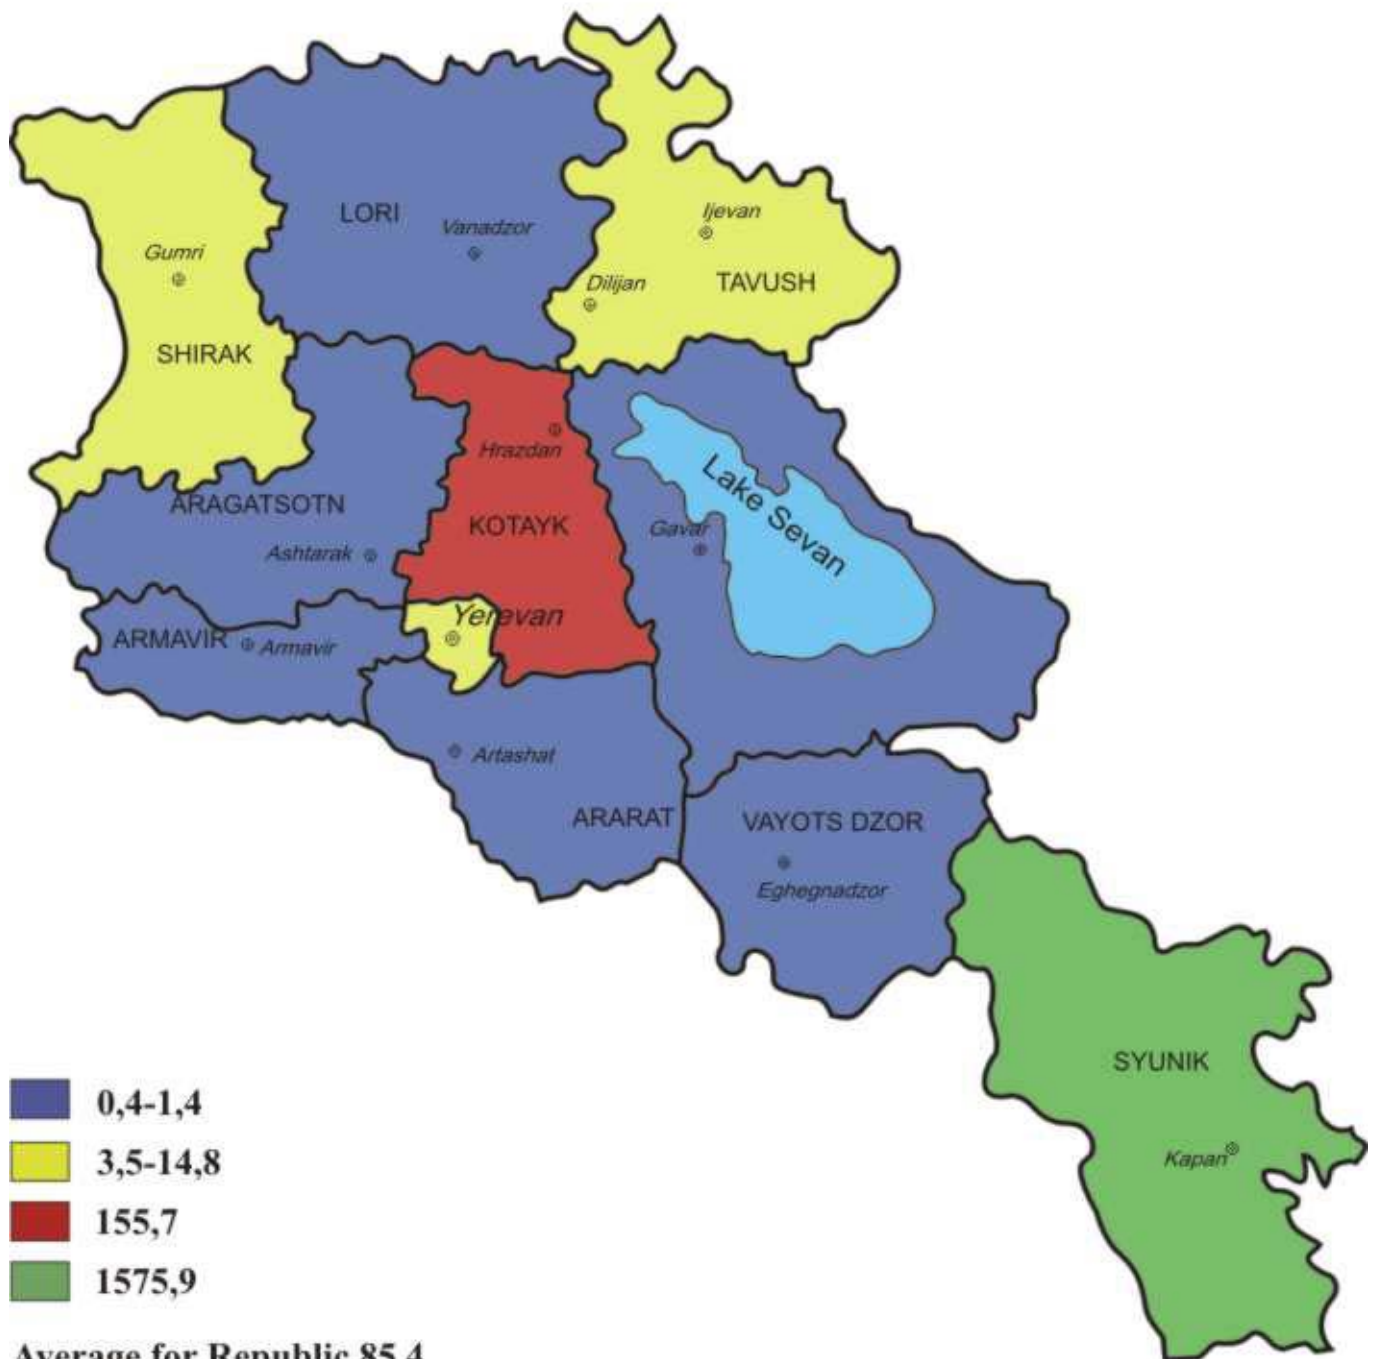 LORI
Vanadzor
Ijevan
Gumri
Dilijan
TAVUSH
SHIRAK
Hrazdan
Lake Sevan
ARAGATSOTN
KOTAYK
Gavar
Ashtarak
Yerevan
ARMAVIR
Armavir
Artashat
ARARAT
VAYOTS DZOR
Eghegnadzor
SYUNIK
Kapan
0,4-1,4
3,5-14,8
155,7
1575,9
Average for Republic 85,4